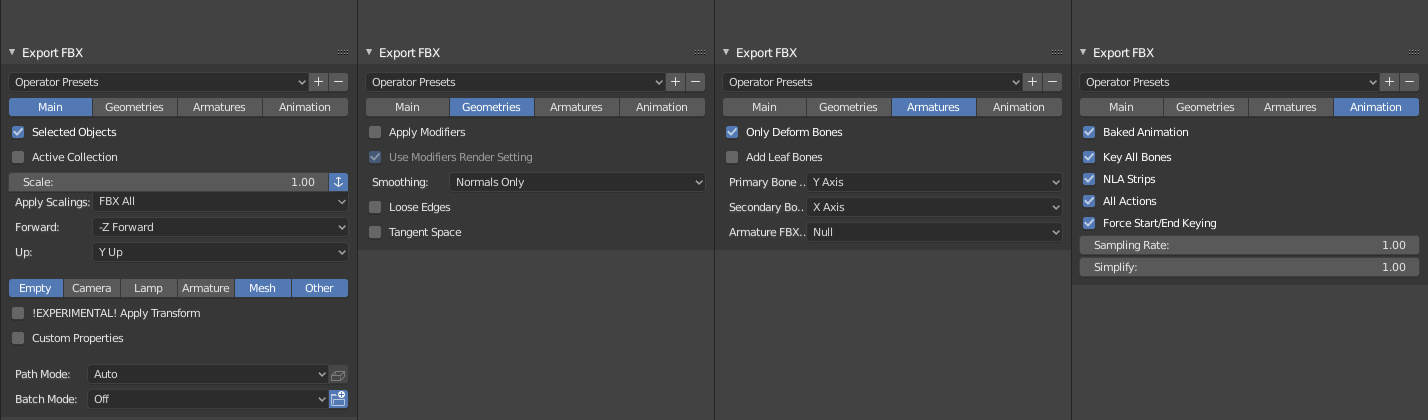 Export FBX
Operator Presets
Main Geometries Armatures Animation
Selected Objects
Active Collection
Scale: 1.00
Apply Scalings: FBX All
Forward: -Z Forward
Up: Y Up
Empty Camera Lamp Armature Mesh Other
!EXPERIMENTAL! Apply Transform
Custom Properties
Path Mode: Auto
Batch Mode: Off
Export FBX
Operator Presets
Main Geometries Armatures Animation
Apply Modifiers
Use Modifiers Render Setting
Smoothing: Normals Only
Loose Edges
Tangent Space
Export FBX
Operator Presets
Main Geometries Armatures Animation
Only Deform Bones
Add Leaf Bones
Primary Bone .. Y Axis
Secondary Bo.. X Axis
Armature FBX.. Null
Export FBX
Operator Presets
Main Geometries Armatures Animation
Baked Animation
Key All Bones
NLA Strips
All Actions
Force Start/End Keying
Sampling Rate: 1.00
Simplify: 1.00